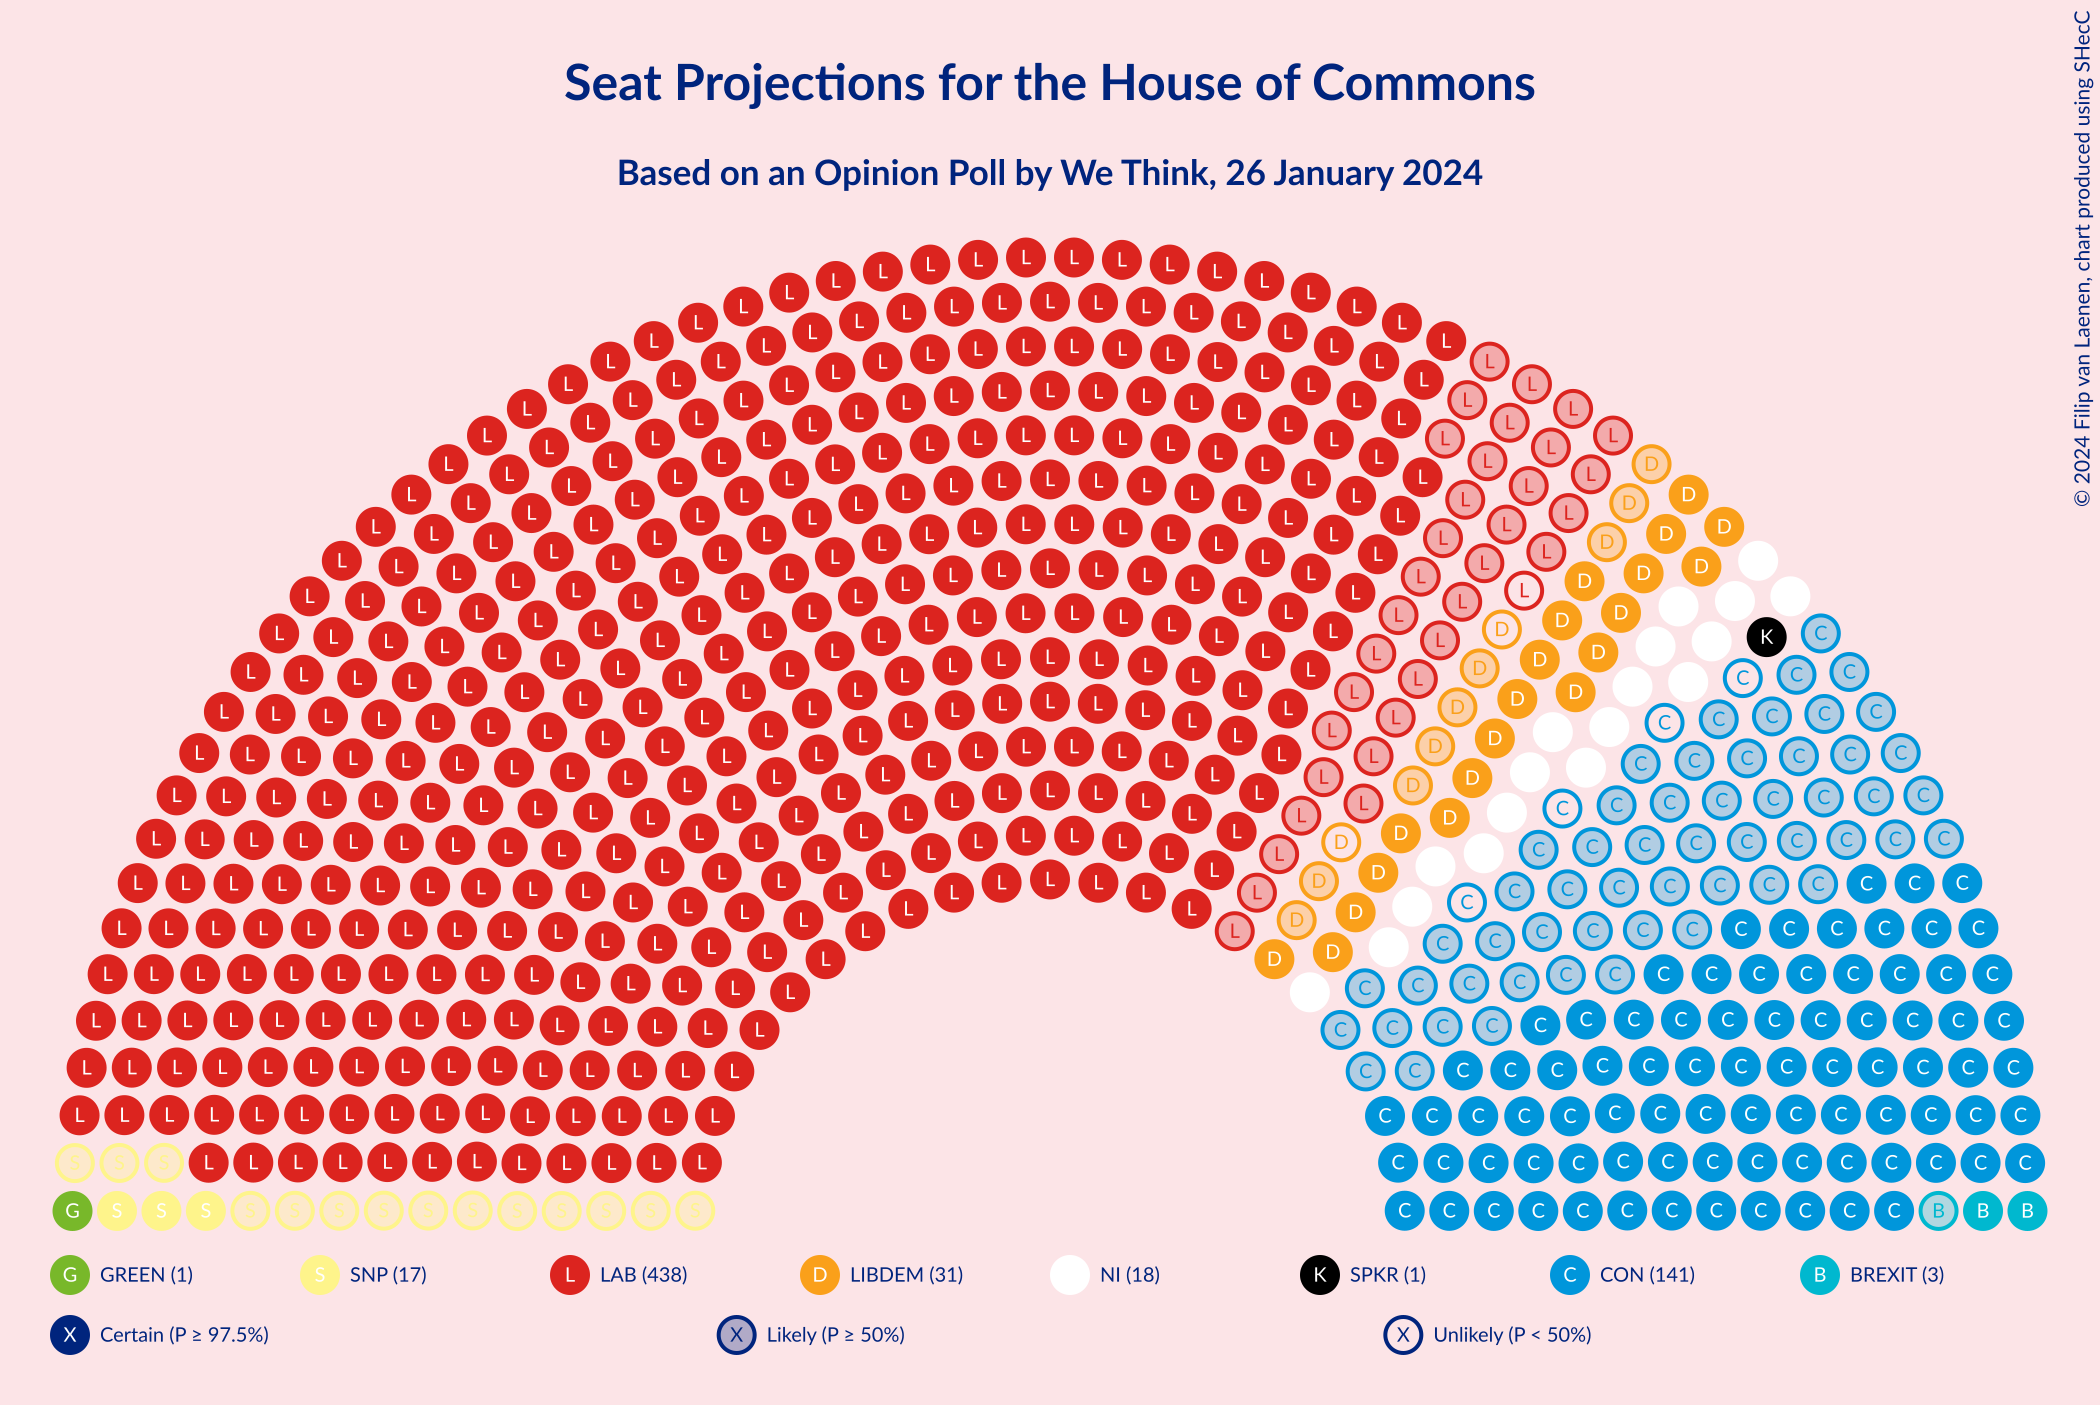 Seat Projections for the House of Commons
Based on an Opinion Poll by We Think, 26 January 2024
© 2024 Filip van Laenen, chart produced using SHecC
G GREEN (1) S SNP (17) L LAB (438) D LIBDEM (31) NI (18) K SPKR (1) C CON (141) B BREXIT (3)
X Certain (P ≥ 97.5%) X Likely (P ≥ 50%) X Unlikely (P < 50%)